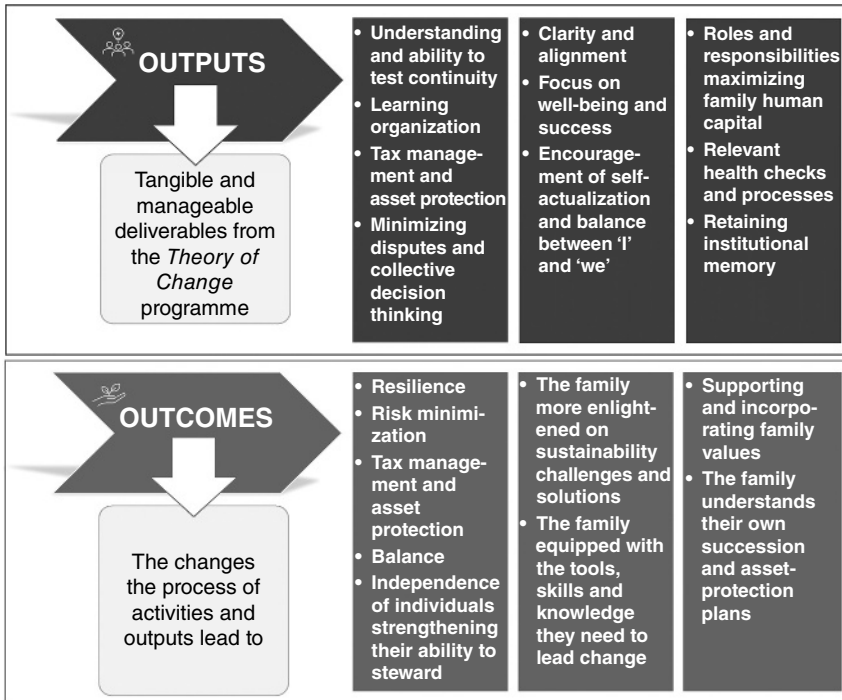 OUTPUTS
Tangible and
manageable
deliverables from
the Theory of
Change
programme
• Understanding
and ability to
test continuity
• Learning
organization
• Tax manage-
ment and
asset protection
• Minimizing
disputes and
collective
decision
thinking
• Clarity and
alignment
• Focus on
well-being and
success
• Encourage-
ment of self-
actualization
and balance
between ‘I’
and ‘we’
• Roles and
responsibilities
maximizing
family human
capital
• Relevant
health checks
and processes
• Retaining
institutional
memory
OUTCOMES
The changes
the process of
activities and
outputs lead to
• Resilience
• Risk minimi-
zation
• Tax manage-
ment and
asset
protection
• Balance
• Independence
of individuals
strengthening
their ability to
steward
• The family
more enlight-
ened on
sustainability
challenges and
solutions
• The family
equipped with
the tools,
skills and
knowledge
they need to
lead change
• Supporting
and incorpo-
rating family
values
• The family
understands
their own
succession
and asset-
protection
plans